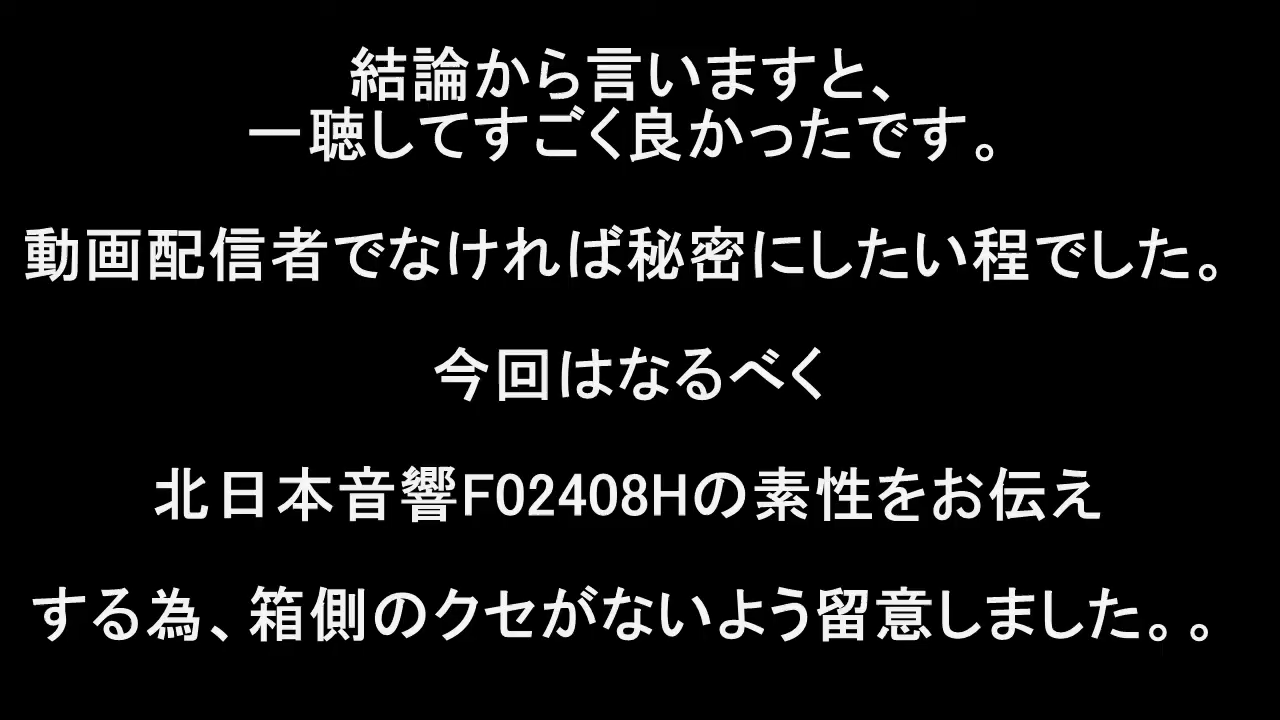 結論から言いますと、
一聴してすごく良かったです。
動画配信者でなければ秘密にしたい程でした。
今回はなるべく
北日本音響F02408Hの素性をお伝え
する為、箱側のクセがないよう留意しました。。